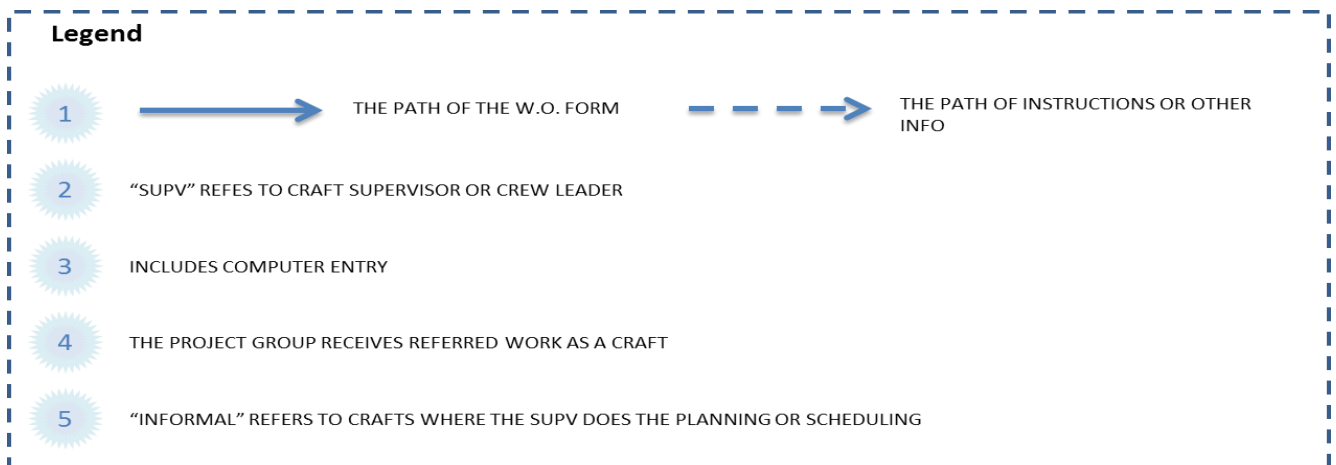 Legend
1 THE PATH OF THE W.O. FORM THE PATH OF INSTRUCTIONS OR OTHER
INFO
2 “SUPV” REFES TO CRAFT SUPERVISOR OR CREW LEADER
3 INCLUDES COMPUTER ENTRY
4 THE PROJECT GROUP RECEIVES REFERRED WORK AS A CRAFT
5 “INFORMAL” REFERS TO CRAFTS WHERE THE SUPV DOES THE PLANNING OR SCHEDULING